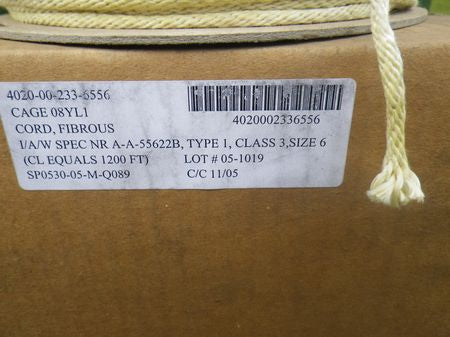 4020-00-233-6556
CAGE 08YL1
4020002336556
CORD, FIBROUS
I/A/W SPEC NR A-A-55622B, TYPE 1, CLASS 3,SIZE 6
(CL EQUALS 1200 FT) LOT # 05-1019
SP0530-05-M-Q089 C/C 11/05